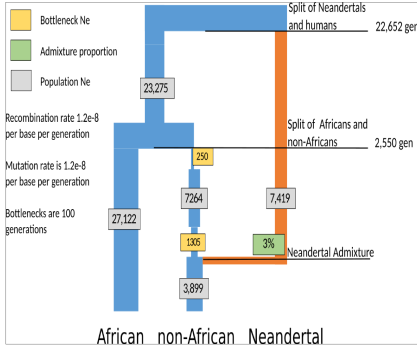 Bottleneck Ne
Admixture proportion
Population Ne
Split of Neandertals
and humans
22,652 gen
23,275
Recombination rate 1.2e-8
per base per generation
Split of Africans and
non-Africans
2,550 gen
Mutation rate is 1.2e-8
per base per generation
250
7264
7,419
Bottlenecks are 100
generations
27,122
1305
3%
Neandertal Admixture
3,899
African non-African Neandertal